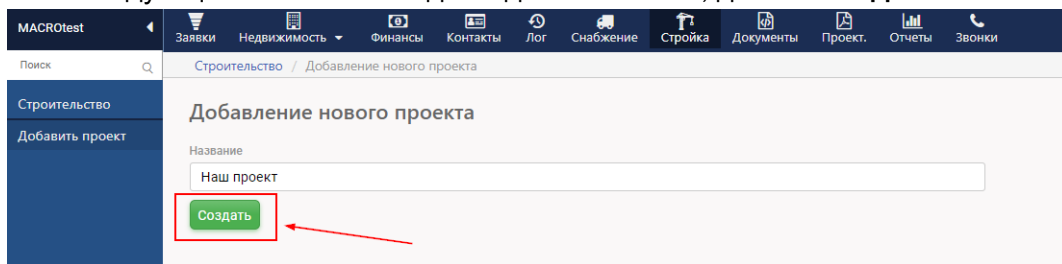 MACROtest
Заявки Недвижимость Финансы Контакты Лог Снабжение Стройка Документы Проект. Отчеты Звонки
Поиск
Строительство / Добавление нового проекта
Строительство
Добавить проект
Добавление нового проекта
Название
Наш проект
Создать